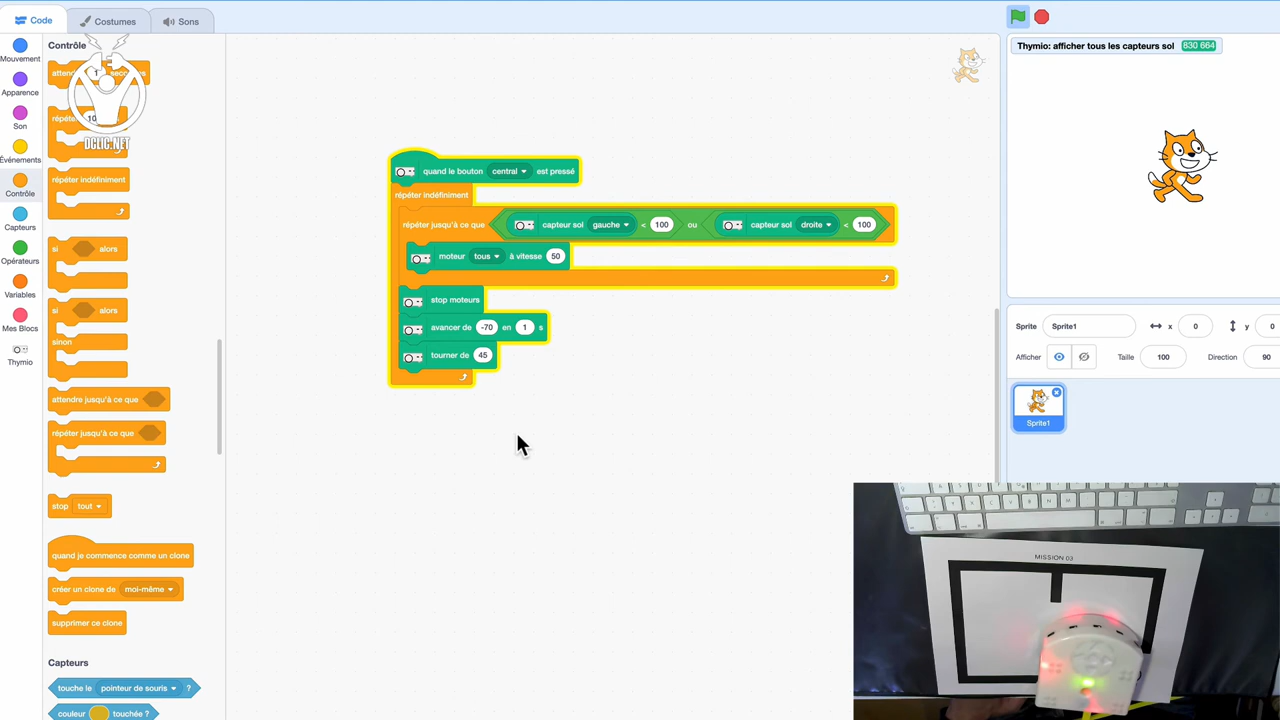 Code
Costumes
Sons
Mouvement
Apparence
Son
Événements
Contrôle
Capteurs
Opérateurs
Variables
Mes Blocs
Thymio
Contrôle
DCLIC.NET
répéter indéfiniment
si alors
si alors
sinon
attendre jusqu'à ce que
répéter jusqu'à ce que
stop tout
quand je commence comme un clone
créer un clone de moi-même
supprimer ce clone
Capteurs
touche le pointeur de souris ?
couleur touchée ?
quand le bouton central est pressé
répéter indéfiniment
répéter jusqu'à ce que capteur sol gauche < 100 ou capteur sol droite < 100
moteur tous à vitesse 50
stop moteurs
avancer de -70 en 1 s
tourner de 45
Thymio: afficher tous les capteurs sol 830 664
Sprite Sprite1 x 0 y 0
Afficher Taille 100 Direction 90
Sprite1
MISSION 03